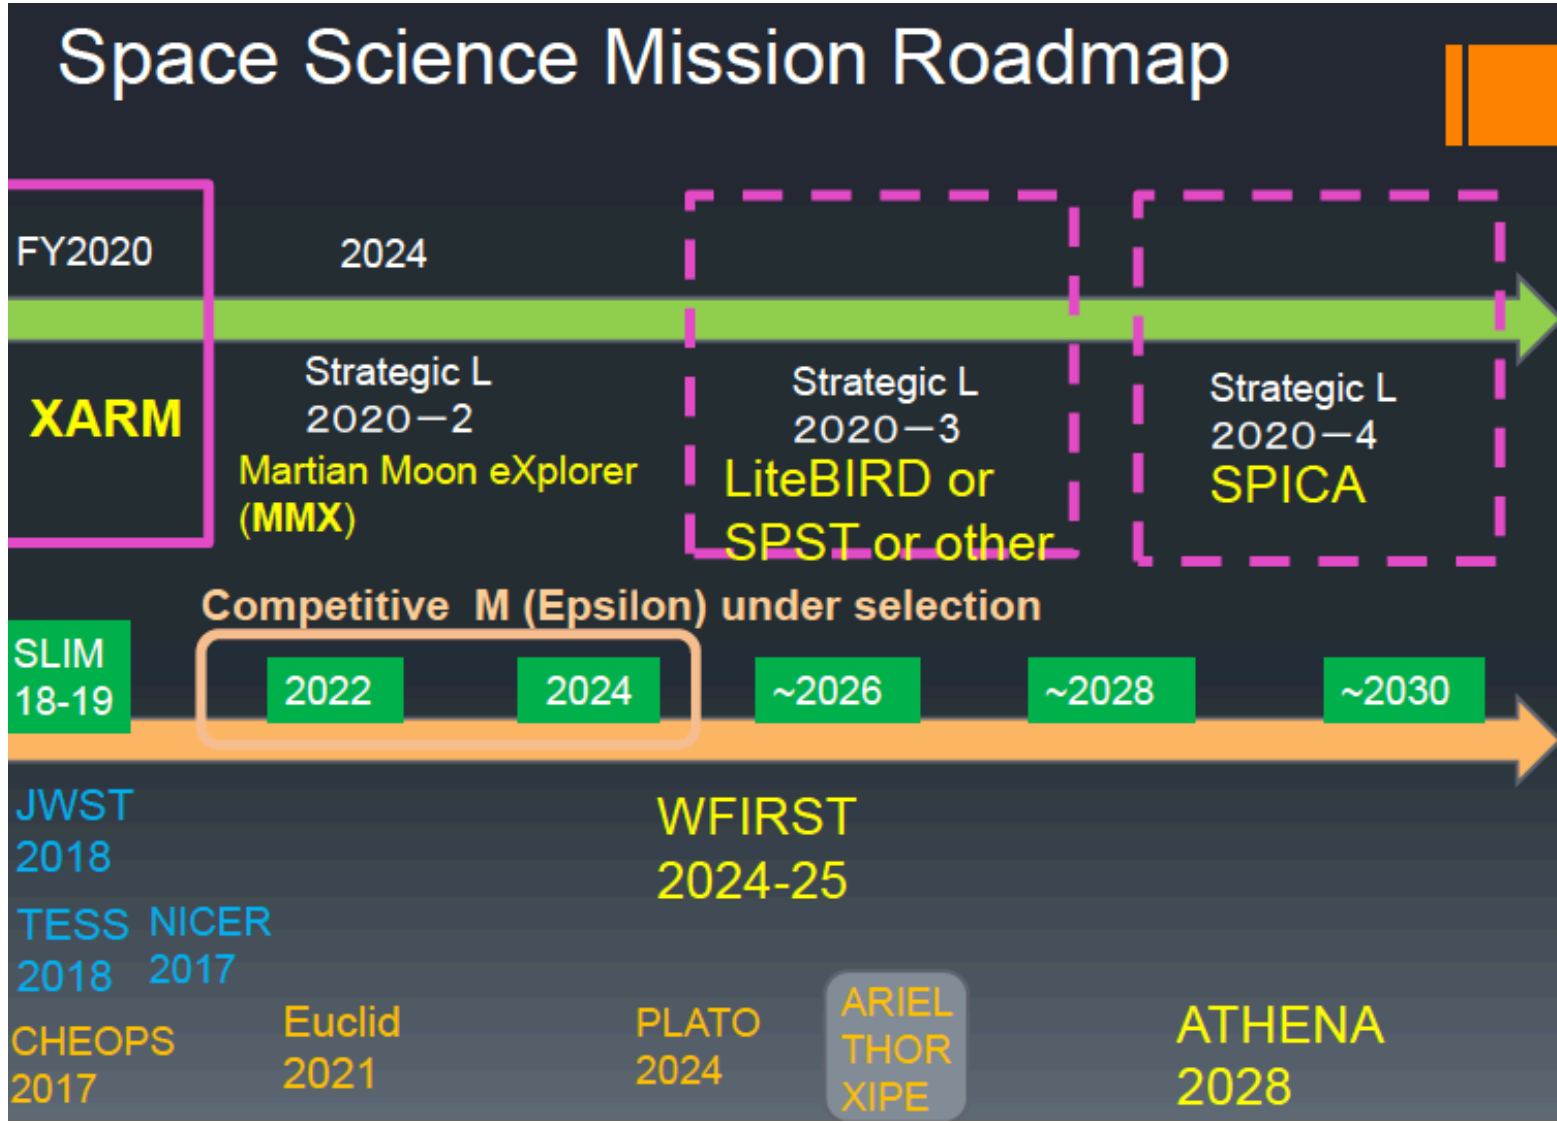 Space Science Mission Roadmap
FY2020
2024
XARM
Strategic L
2020－2
Martian Moon eXplorer
(MMX)
Strategic L
2020－3
LiteBIRD or
SPST or other
Strategic L
2020－4
SPICA
Competitive M (Epsilon) under selection
SLIM
18-19
2022
2024
~2026
~2028
~2030
JWST
2018
WFIRST
2024-25
TESS
2018
NICER
2017
CHEOPS
2017
Euclid
2021
PLATO
2024
ARIEL
THOR
XIPE
ATHENA
2028